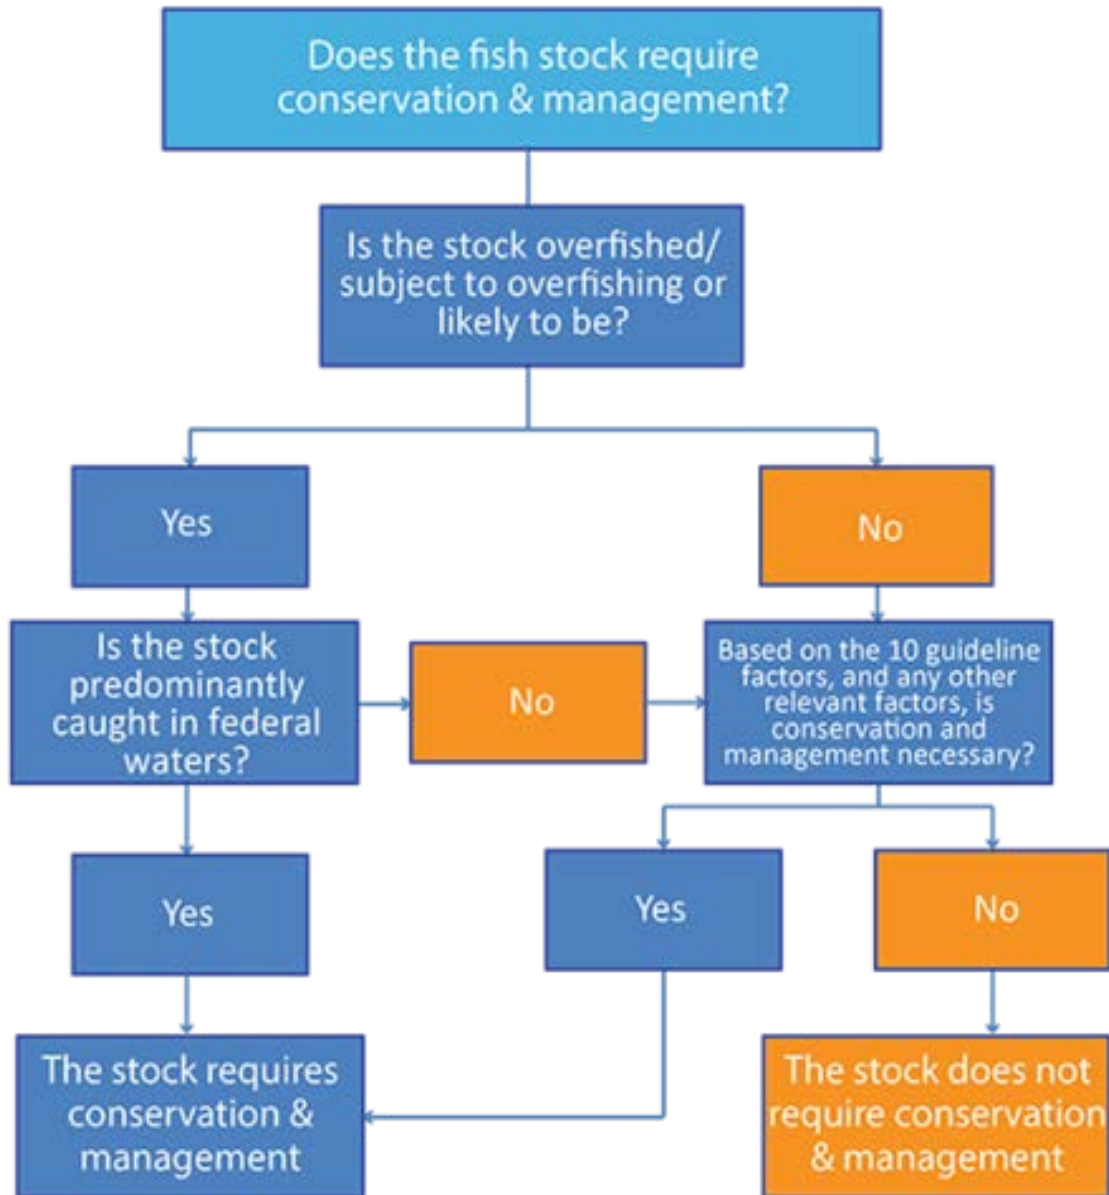 Does the fish stock require
conservation & management?
Is the stock overfished/
subject to overfishing or
likely to be?
Yes
No
Is the stock
predominantly
caught in federal
waters?
No
Based on the 10 guideline
factors, and any other
relevant factors, is
conservation and
management necessary?
Yes
Yes
No
The stock requires
conservation &
management
The stock does not
require conservation
& management